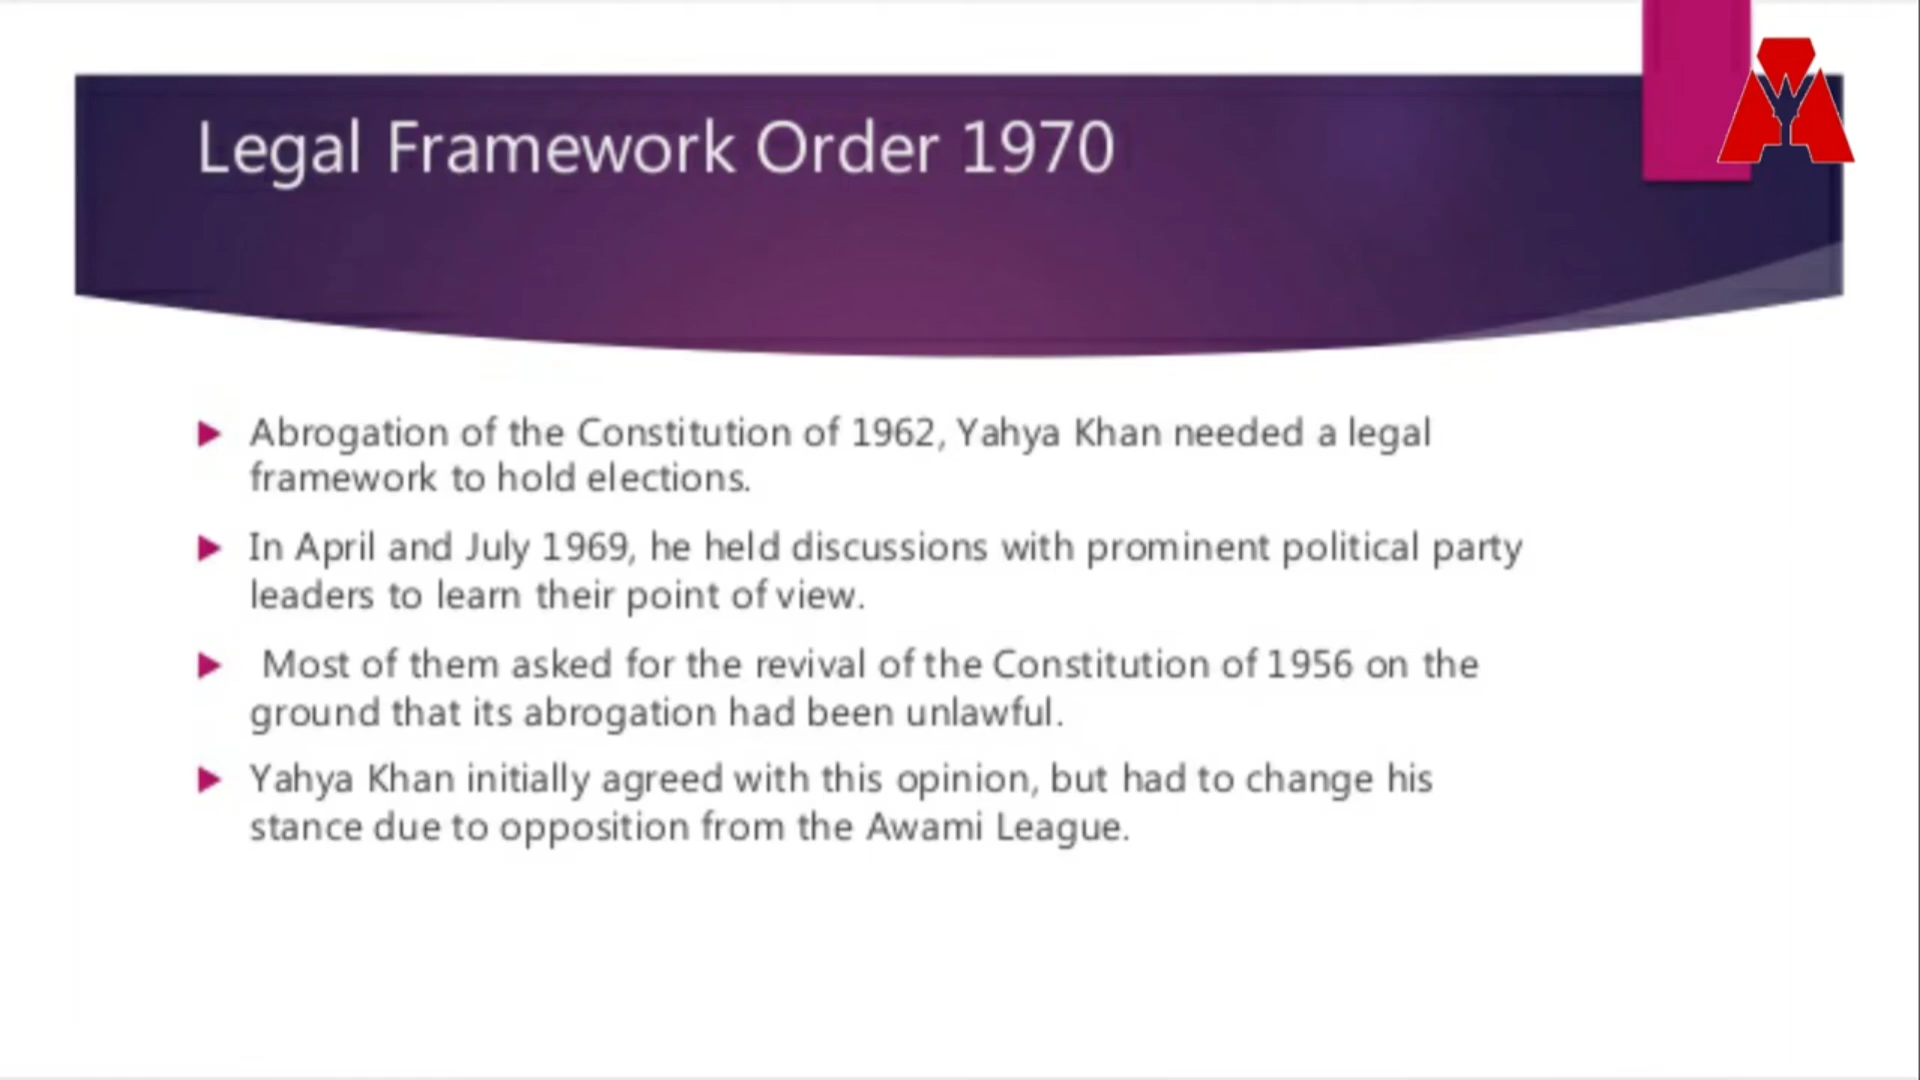 Legal Framework Order 1970
Abrogation of the Constitution of 1962, Yahya Khan needed a legal
framework to hold elections.
In April and July 1969, he held discussions with prominent political party
leaders to learn their point of view.
Most of them asked for the revival of the Constitution of 1956 on the
ground that its abrogation had been unlawful.
Yahya Khan initially agreed with this opinion, but had to change his
stance due to opposition from the Awami League.